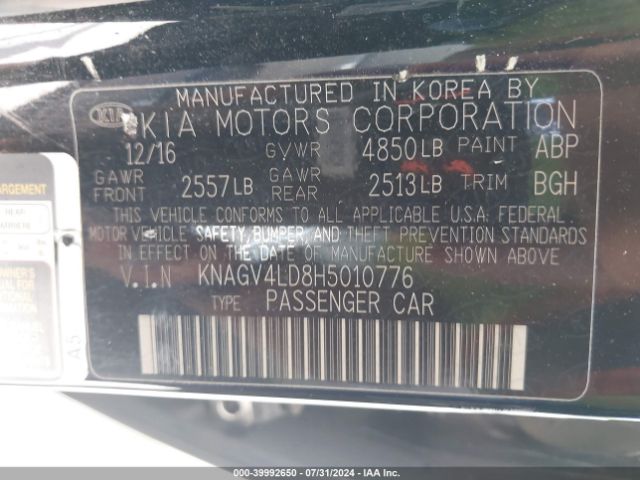 MANUFACTURED IN KOREA BY
KIA KIA MOTORS CORPORATION
12/16 GVWR 4850LB PAINT ABP
GAWR FRONT 2557LB GAWR REAR 2513LB TRIM BGH
THIS VEHICLE CONFORMS TO ALL APPLICABLE U.S.A. FEDERAL
MOTOR VEHICLE SAFETY, BUMPER, AND THEFT PREVENTION STANDARDS
IN EFFECT ON THE DATE OF MANUFACTURE SHOWN ABOVE.
V.I.N KNAGV4LD8H5010776
TYPE PASSENGER CAR
A5
000-39992650 - 07/31/2024 - IAA Inc.